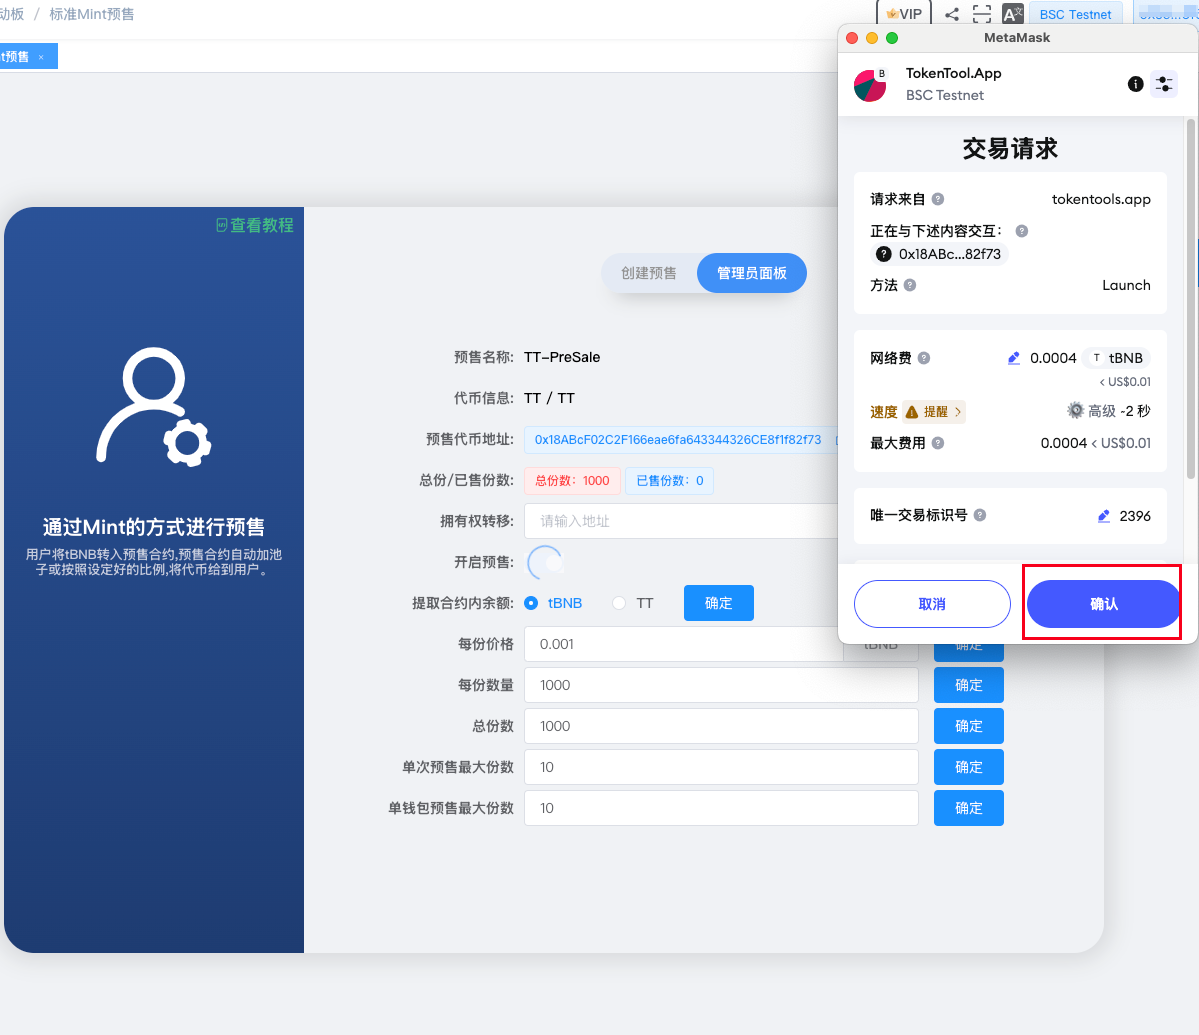 动板 / 标准Mint预售
VIP
A文
BSC Testnet
t预售 ×
MetaMask
TokenTool.App
B
BSC Testnet
交易请求
请求来自
tokentools.app
正在与下述内容交互：
0x18ABc...82f73
方法
Launch
网络费
0.0004 T tBNB
< US$0.01
速度 提醒 >
高级 ~2 秒
最大费用
0.0004 < US$0.01
唯一交易标识号
2396
取消
确认
查看教程
通过Mint的方式进行预售
用户将tBNB转入预售合约,预售合约自动加池
子或按照设定好的比例,将代币给到用户。
创建预售
管理员面板
预售名称: TT-PreSale
代币信息: TT / TT
预售代币地址: 0x18ABcF02C2F166eae6fa643344326CE8f1f82f73
总份/已售份数: 总份数：1000 已售份数：0
拥有权转移: 请输入地址
开启预售:
提取合约内余额: tBNB TT 确定
每份价格 0.001 tBNB 确定
每份数量 1000 确定
总份数 1000 确定
单次预售最大份数 10 确定
单钱包预售最大份数 10 确定